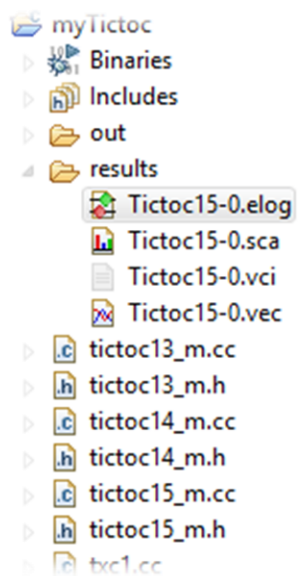 myTictoc
Binaries
Includes
out
results
Tictoc15-0.elog
Tictoc15-0.sca
Tictoc15-0.vci
Tictoc15-0.vec
tictoc13_m.cc
tictoc13_m.h
tictoc14_m.cc
tictoc14_m.h
tictoc15_m.cc
tictoc15_m.h
txc1.cc